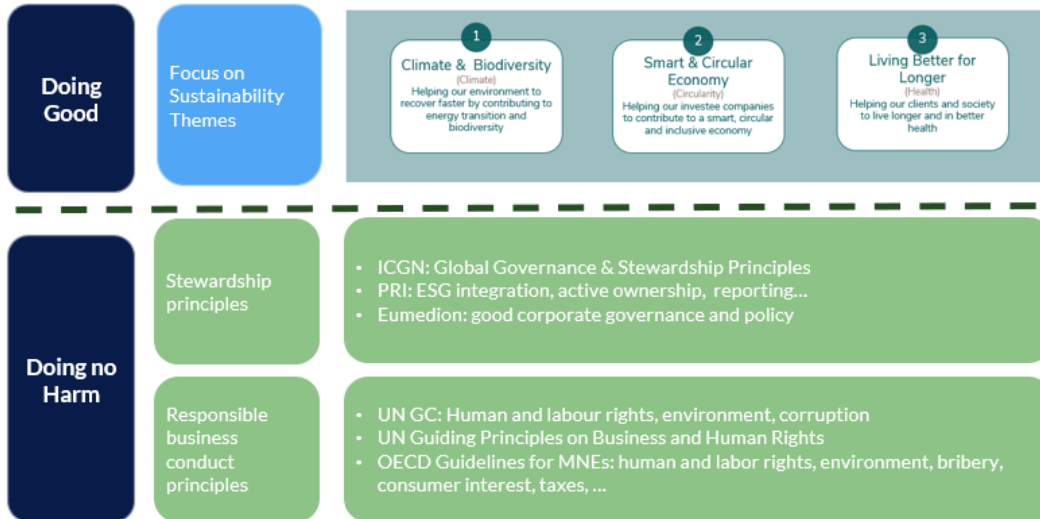 Doing
Good
Focus on
Sustainability
Themes
1
Climate & Biodiversity
(Climate)
Helping our environment to
recover faster by contributing to
energy transition and
biodiversity
2
Smart & Circular
Economy
(Circularity)
Helping our investee companies
to contribute to a smart, circular
and inclusive economy
3
Living Better for
Longer
(Health)
Helping our clients and society
to live longer and in better
health
Doing no
Harm
Stewardship
principles
• ICGN: Global Governance & Stewardship Principles
• PRI: ESG integration, active ownership, reporting...
• Eumedion: good corporate governance and policy
Responsible
business
conduct
principles
• UN GC: Human and labour rights, environment, corruption
• UN Guiding Principles on Business and Human Rights
• OECD Guidelines for MNEs: human and labor rights, environment, bribery,
consumer interest, taxes, ...